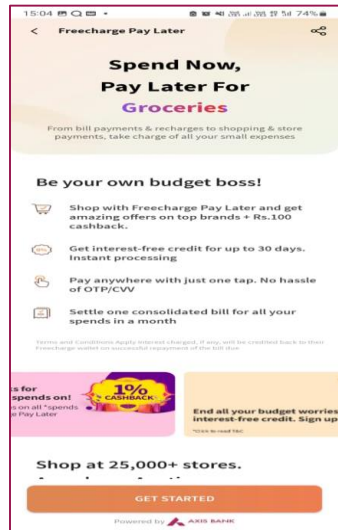 15:04
74%
Freecharge Pay Later
Spend Now,
Pay Later For
Groceries
From bill payments & recharges to shopping & store
payments, take charge of all your small expenses
Be your own budget boss!
Shop with Freecharge Pay Later and get
amazing offers on top brands + Rs.100
cashback.
Get interest-free credit for up to 30 days.
Instant processing
Pay anywhere with just one tap. No hassle
of OTP/CVV
Settle one consolidated bill for all your
spends in a month
Terms and Conditions Apply Interest charged, if any, will be credited back to their
Freecharge wallet on successful repayment of the bill due
s for
spends on!
s on all *spends
e Pay Later
1%
CASHBACK
End all your budget worries
interest-free credit. Sign up
*Click to read T&C
Shop at 25,000+ stores.
GET STARTED
Powered by AXIS BANK